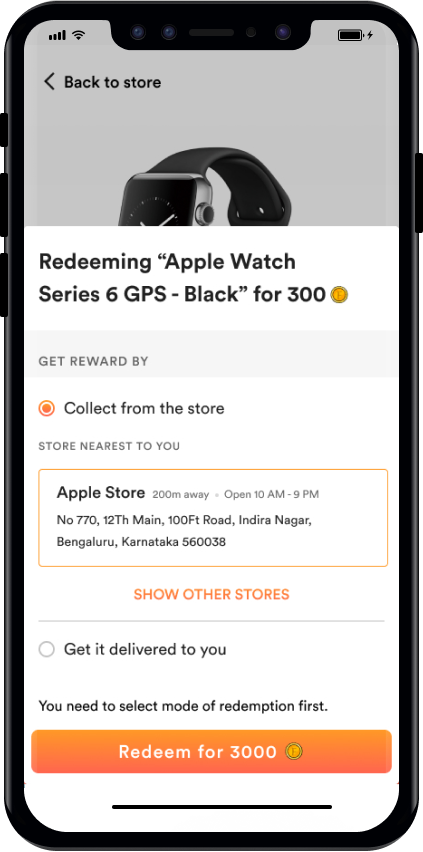 Back to store
Redeeming “Apple Watch
Series 6 GPS - Black” for 300
GET REWARD BY
Collect from the store
STORE NEAREST TO YOU
Apple Store 200m away • Open 10 AM - 9 PM
No 770, 12Th Main, 100Ft Road, Indira Nagar,
Bengaluru, Karnataka 560038
SHOW OTHER STORES
Get it delivered to you
You need to select mode of redemption first.
Redeem for 3000